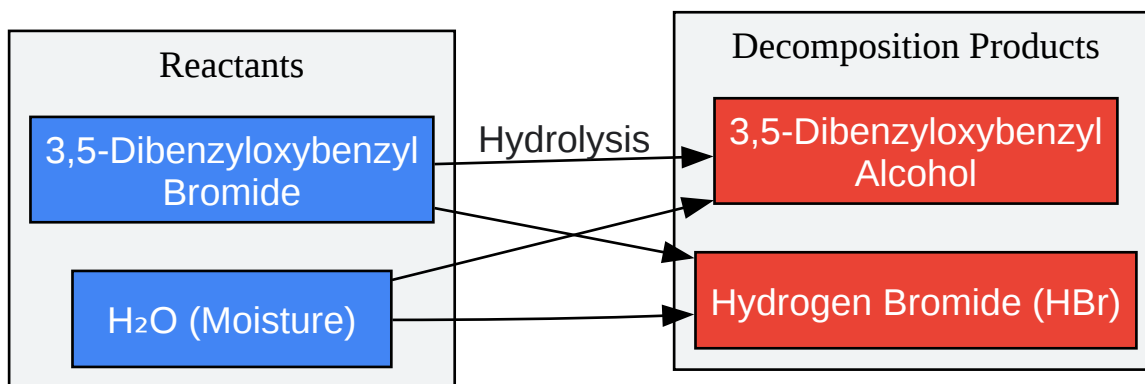 Reactants
3,5-Dibenzyloxybenzyl
Bromide
H₂O (Moisture)
Hydrolysis
Decomposition Products
3,5-Dibenzyloxybenzyl
Alcohol
Hydrogen Bromide (HBr)